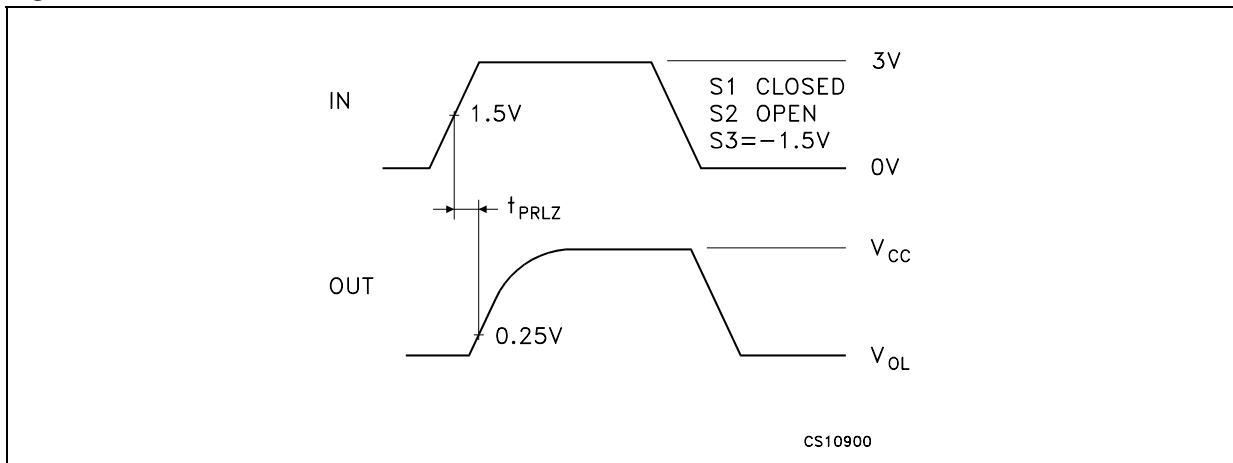 3V
S1 CLOSED
IN
S2 OPEN
1.5V
S3=-1.5V
0V
tPRLZ
VCC
OUT
0.25V
VOL
CS10900